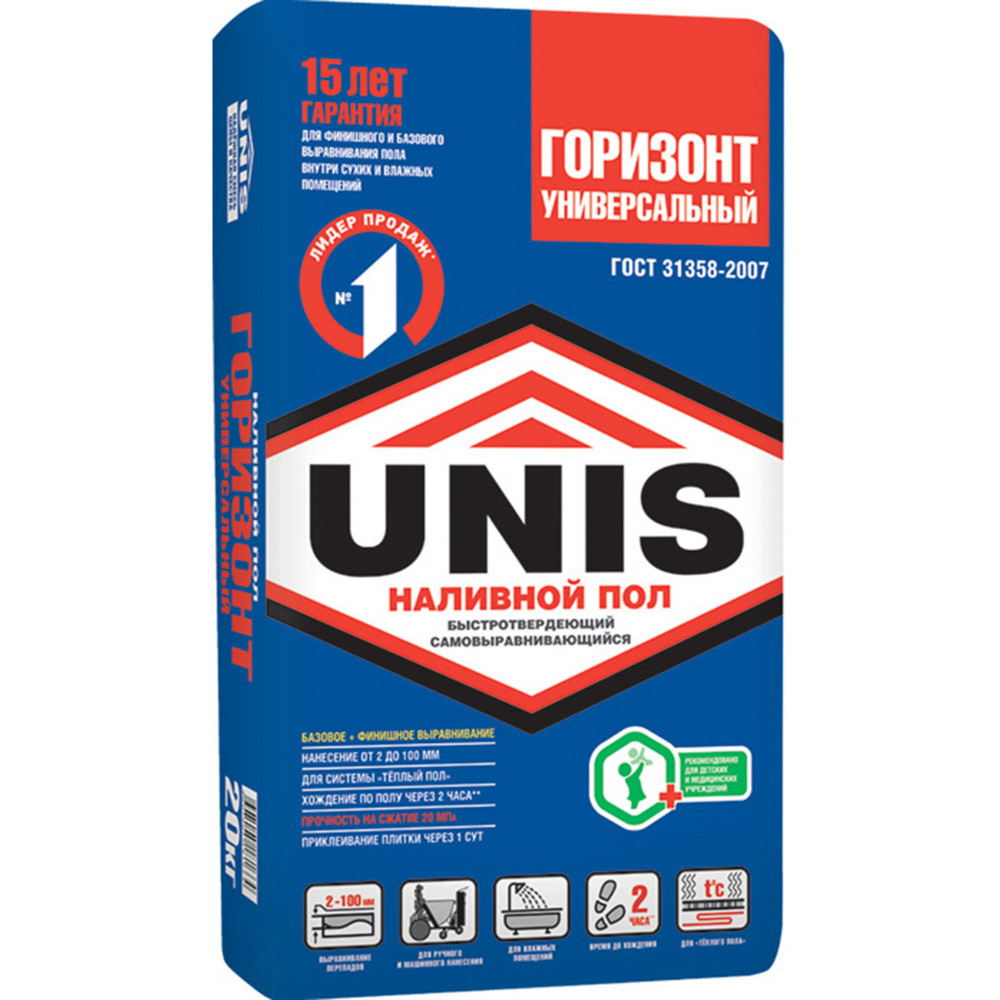 15 лет
ГАРАНТИЯ
ДЛЯ ФИНИШНОГО И БАЗОВОГО
ВЫРАВНИВАНИЯ ПОЛА
ВНУТРИ СУХИХ И ВЛАЖНЫХ
ПОМЕЩЕНИЙ
ГОРИЗОНТ
УНИВЕРСАЛЬНЫЙ
ГОСТ 31358-2007
ЛИДЕР ПРОДАЖ*
№1
UNIS
НАЛИВНОЙ ПОЛ
БЫСТРОТВЕРДЕЮЩИЙ
САМОВЫРАВНИВАЮЩИЙСЯ
БАЗОВОЕ + ФИНИШНОЕ ВЫРАВНИВАНИЕ
НАНЕСЕНИЕ ОТ 2 ДО 100 ММ
ДЛЯ СИСТЕМЫ «ТЁПЛЫЙ ПОЛ»
ХОЖДЕНИЕ ПО ПОЛУ ЧЕРЕЗ 2 ЧАСА**
ПРОЧНОСТЬ НА СЖАТИЕ 20 МПа
ПРИКЛЕИВАНИЕ ПЛИТКИ ЧЕРЕЗ 1 СУТ
РЕКОМЕНДОВАНО
ДЛЯ ДЕТСКИХ
И МЕДИЦИНСКИХ
УЧРЕЖДЕНИЙ
2-100 мм
ВЫРАВНИВАНИЕ
ПЕРЕПАДОВ
ДЛЯ РУЧНОГО
И МАШИННОГО НАНЕСЕНИЯ
ДЛЯ ВЛАЖНЫХ
ПОМЕЩЕНИЙ
2
ЧАСА**
ВРЕМЯ ДО ХОЖДЕНИЯ
t°C
ДЛЯ «ТЁПЛОГО ПОЛА»
UNIS
НАЛИВНОЙ ПОЛ
ГОРИЗОНТ
УНИВЕРСАЛЬНЫЙ
20КГ